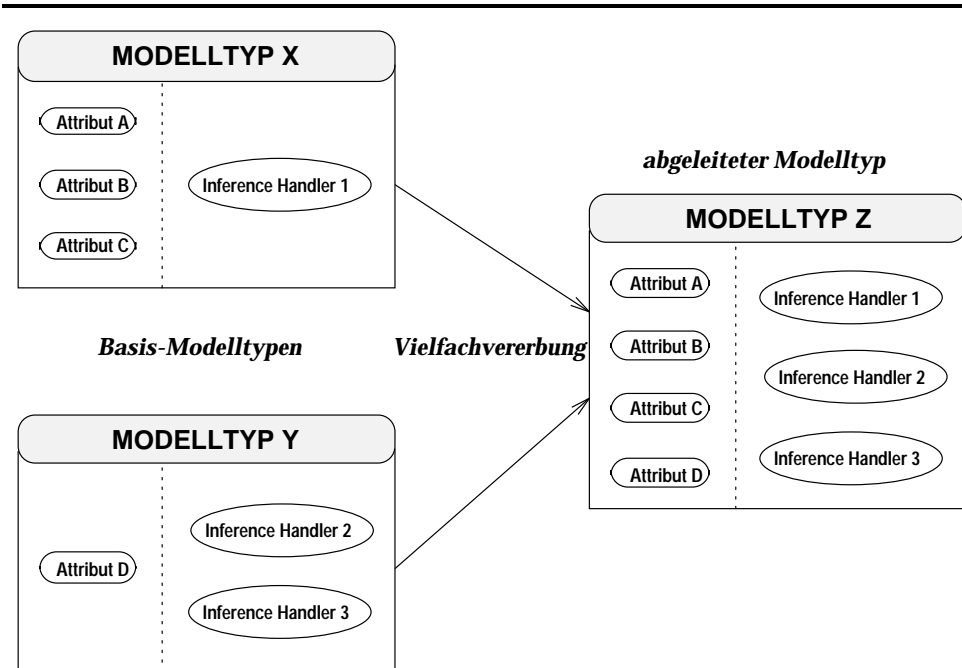 MODELLTYP X
Attribut A
Attribut B
Attribut C
Inference Handler 1
abgeleiteter Modelltyp
MODELLTYP Z
Attribut A
Attribut B
Attribut C
Attribut D
Inference Handler 1
Inference Handler 2
Inference Handler 3
Basis-Modelltypen
Vielfachvererbung
MODELLTYP Y
Attribut D
Inference Handler 2
Inference Handler 3